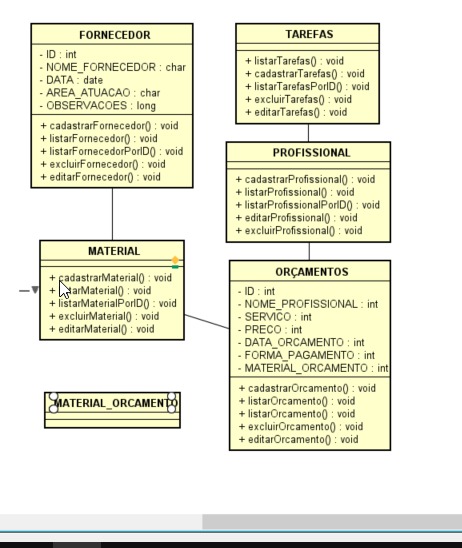 FORNECEDOR
- ID : int
- NOME_FORNECEDOR : char
- DATA : date
- AREA_ATUACAO : char
- OBSERVACOES : long
+ cadastrarFornecedor() : void
+ listarFornecedor() : void
+ listarFornecedorPorID() : void
+ excluirFornecedor() : void
+ editarFornecedor() : void
TAREFAS
+ listarTarefas() : void
+ cadastrarTarefas() : void
+ listarTarefasPorID() : void
+ excluirTarefas() : void
+ editarTarefas() : void
PROFISSIONAL
+ cadastrarProfissional() : void
+ listarProfissional() : void
+ listarProfissionalPorID() : void
+ editarProfissional() : void
+ excluirProfissional() : void
MATERIAL
+ cadastrarMaterial() : void
+ listarMaterial() : void
+ listarMaterialPorID() : void
+ excluirMaterial() : void
+ editarMaterial() : void
ORÇAMENTOS
- ID : int
- NOME_PROFISSIONAL : int
- SERVICO : int
- PRECO : int
- DATA_ORCAMENTO : int
- FORMA_PAGAMENTO : int
- MATERIAL_ORCAMENTO : int
+ cadastrarOrcamento() : void
+ listarOrcamento() : void
+ listarOrcamento() : void
+ excluirOrcamento() : void
+ editarOrcamento() : void
MATERIAL_ORCAMENTO